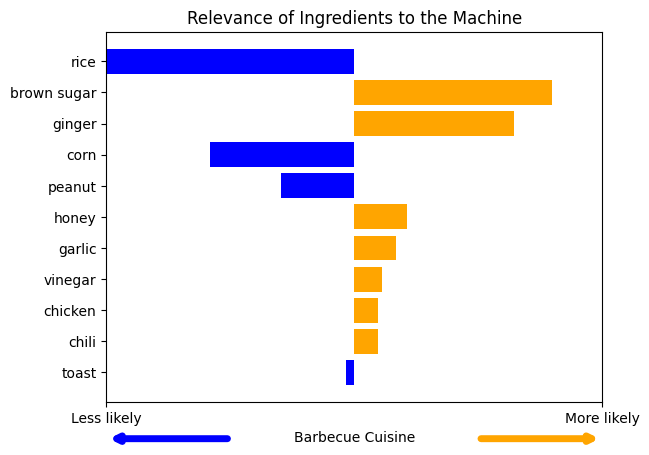 Relevance of Ingredients to the Machine
rice
brown sugar
ginger
corn
peanut
honey
garlic
vinegar
chicken
chili
toast
Less likely
More likely
Barbecue Cuisine